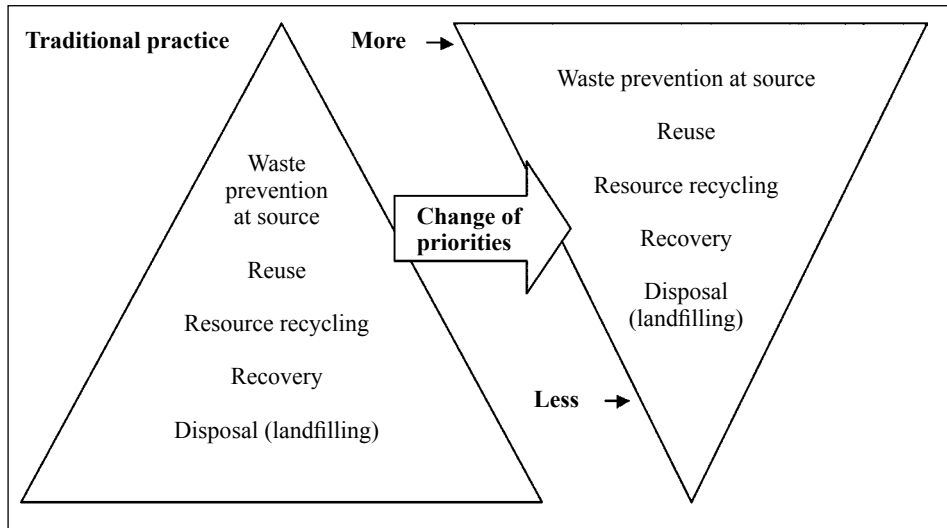 Traditional practice
Waste
prevention
at source
Reuse
Resource recycling
Recovery
Disposal (landfilling)
Change of
priorities
More
Less
Waste prevention at source
Reuse
Resource recycling
Recovery
Disposal
(landfilling)